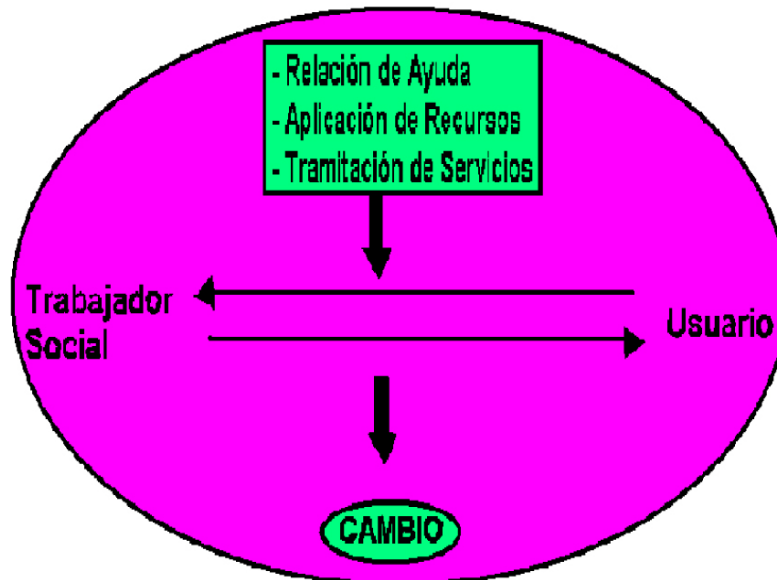 - Relación de Ayuda
- Aplicación de Recursos
- Tramitación de Servicios
Trabajador
Social
Usuario
CAMBIO